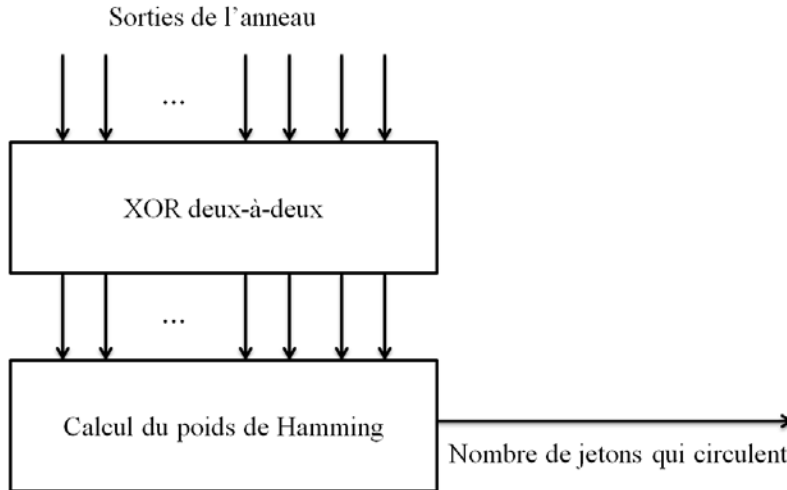 Sorties de l'anneau
...
XOR deux-à-deux
...
Calcul du poids de Hamming
Nombre de jetons qui circulent